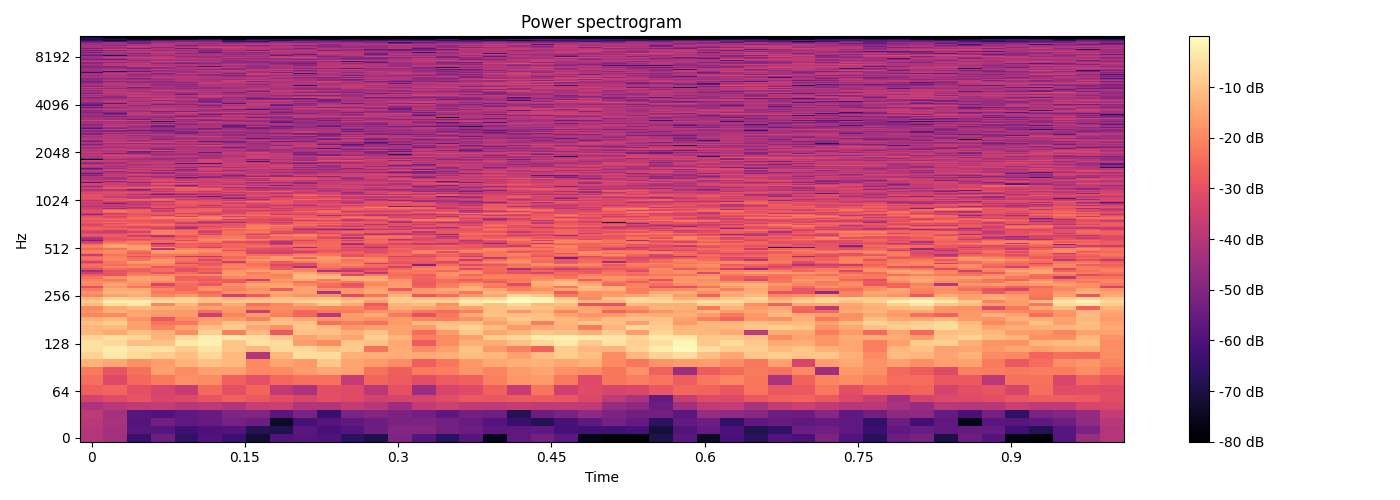 Power spectrogram
Hz
8192
4096
2048
1024
512
256
128
64
0
0 0.15 0.3 0.45 0.6 0.75 0.9
Time
-10 dB
-20 dB
-30 dB
-40 dB
-50 dB
-60 dB
-70 dB
-80 dB